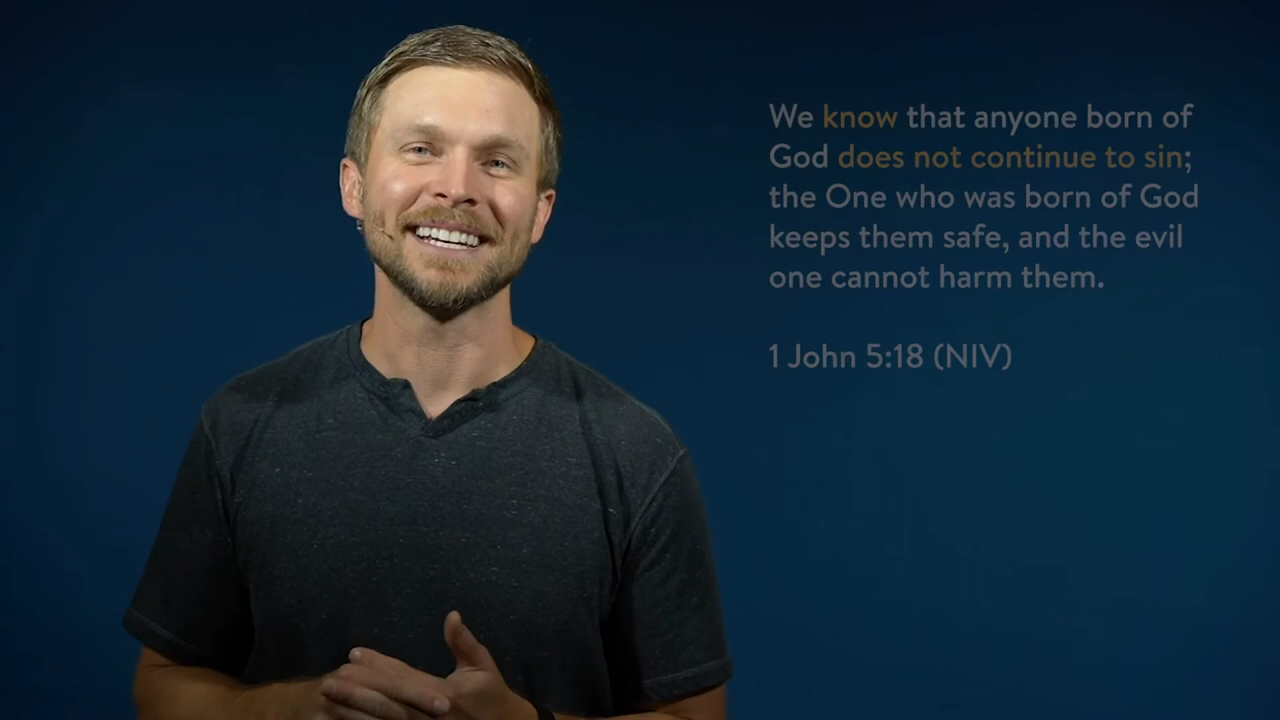 We know that anyone born of
God does not continue to sin;
the One who was born of God
keeps them safe, and the evil
one cannot harm them.
1 John 5:18 (NIV)